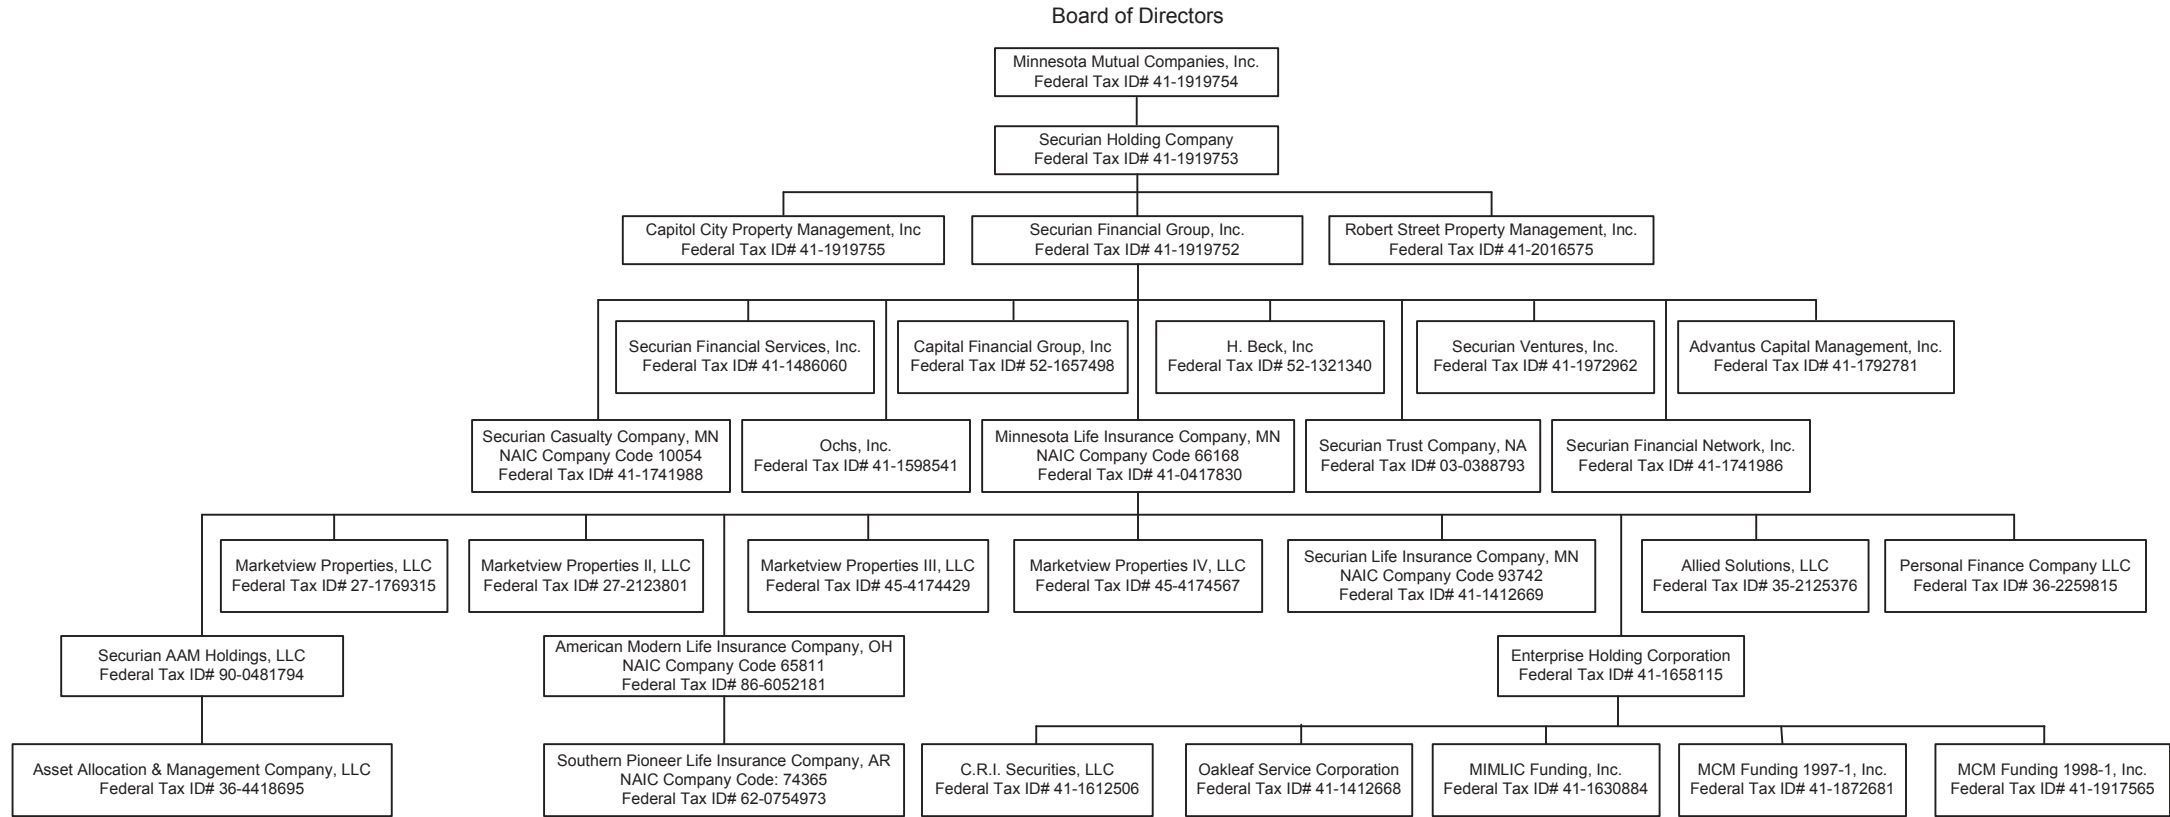 Board of Directors
Minnesota Mutual Companies, Inc.
Federal Tax ID# 41-1919754
Securian Holding Company
Federal Tax ID# 41-1919753
Capitol City Property Management, Inc
Federal Tax ID# 41-1919755
Securian Financial Group, Inc.
Federal Tax ID# 41-1919752
Robert Street Property Management, Inc.
Federal Tax ID# 41-2016575
Securian Financial Services, Inc.
Federal Tax ID# 41-1486060
Capital Financial Group, Inc
Federal Tax ID# 52-1657498
H. Beck, Inc
Federal Tax ID# 52-1321340
Securian Ventures, Inc.
Federal Tax ID# 41-1972962
Advantus Capital Management, Inc.
Federal Tax ID# 41-1792781
Securian Casualty Company, MN
NAIC Company Code 10054
Federal Tax ID# 41-1741988
Ochs, Inc.
Federal Tax ID# 41-1598541
Minnesota Life Insurance Company, MN
NAIC Company Code 66168
Federal Tax ID# 41-0417830
Securian Trust Company, NA
Federal Tax ID# 03-0388793
Securian Financial Network, Inc.
Federal Tax ID# 41-1741986
Marketview Properties, LLC
Federal Tax ID# 27-1769315
Marketview Properties II, LLC
Federal Tax ID# 27-2123801
Marketview Properties III, LLC
Federal Tax ID# 45-4174429
Marketview Properties IV, LLC
Federal Tax ID# 45-4174567
Securian Life Insurance Company, MN
NAIC Company Code 93742
Federal Tax ID# 41-1412669
Allied Solutions, LLC
Federal Tax ID# 35-2125376
Personal Finance Company LLC
Federal Tax ID# 36-2259815
Securian AAM Holdings, LLC
Federal Tax ID# 90-0481794
American Modern Life Insurance Company, OH
NAIC Company Code 65811
Federal Tax ID# 86-6052181
Enterprise Holding Corporation
Federal Tax ID# 41-1658115
Asset Allocation & Management Company, LLC
Federal Tax ID# 36-4418695
Southern Pioneer Life Insurance Company, AR
NAIC Company Code: 74365
Federal Tax ID# 62-0754973
C.R.I. Securities, LLC
Federal Tax ID# 41-1612506
Oakleaf Service Corporation
Federal Tax ID# 41-1412668
MIMLIC Funding, Inc.
Federal Tax ID# 41-1630884
MCM Funding 1997-1, Inc.
Federal Tax ID# 41-1872681
MCM Funding 1998-1, Inc.
Federal Tax ID# 41-1917565